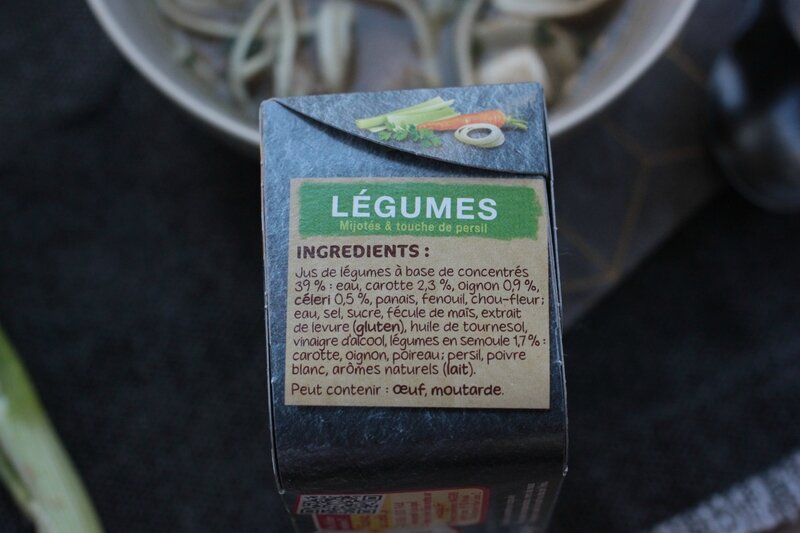 LÉGUMES
Mijotés & touche de persil
INGREDIENTS :
Jus de légumes à base de concentrés
39 % : eau, carotte 2,3 %, oignon 0,9 %,
céleri 0,5 %, panais, fenouil, chou-fleur ;
eau, sel, sucre, fécule de maïs, extrait
de levure (gluten), huile de tournesol,
vinaigre d'alcool, légumes en semoule 1,7 % :
carotte, oignon, poireau ; persil, poivre
blanc, arômes naturels (lait).
Peut contenir : œuf, moutarde.